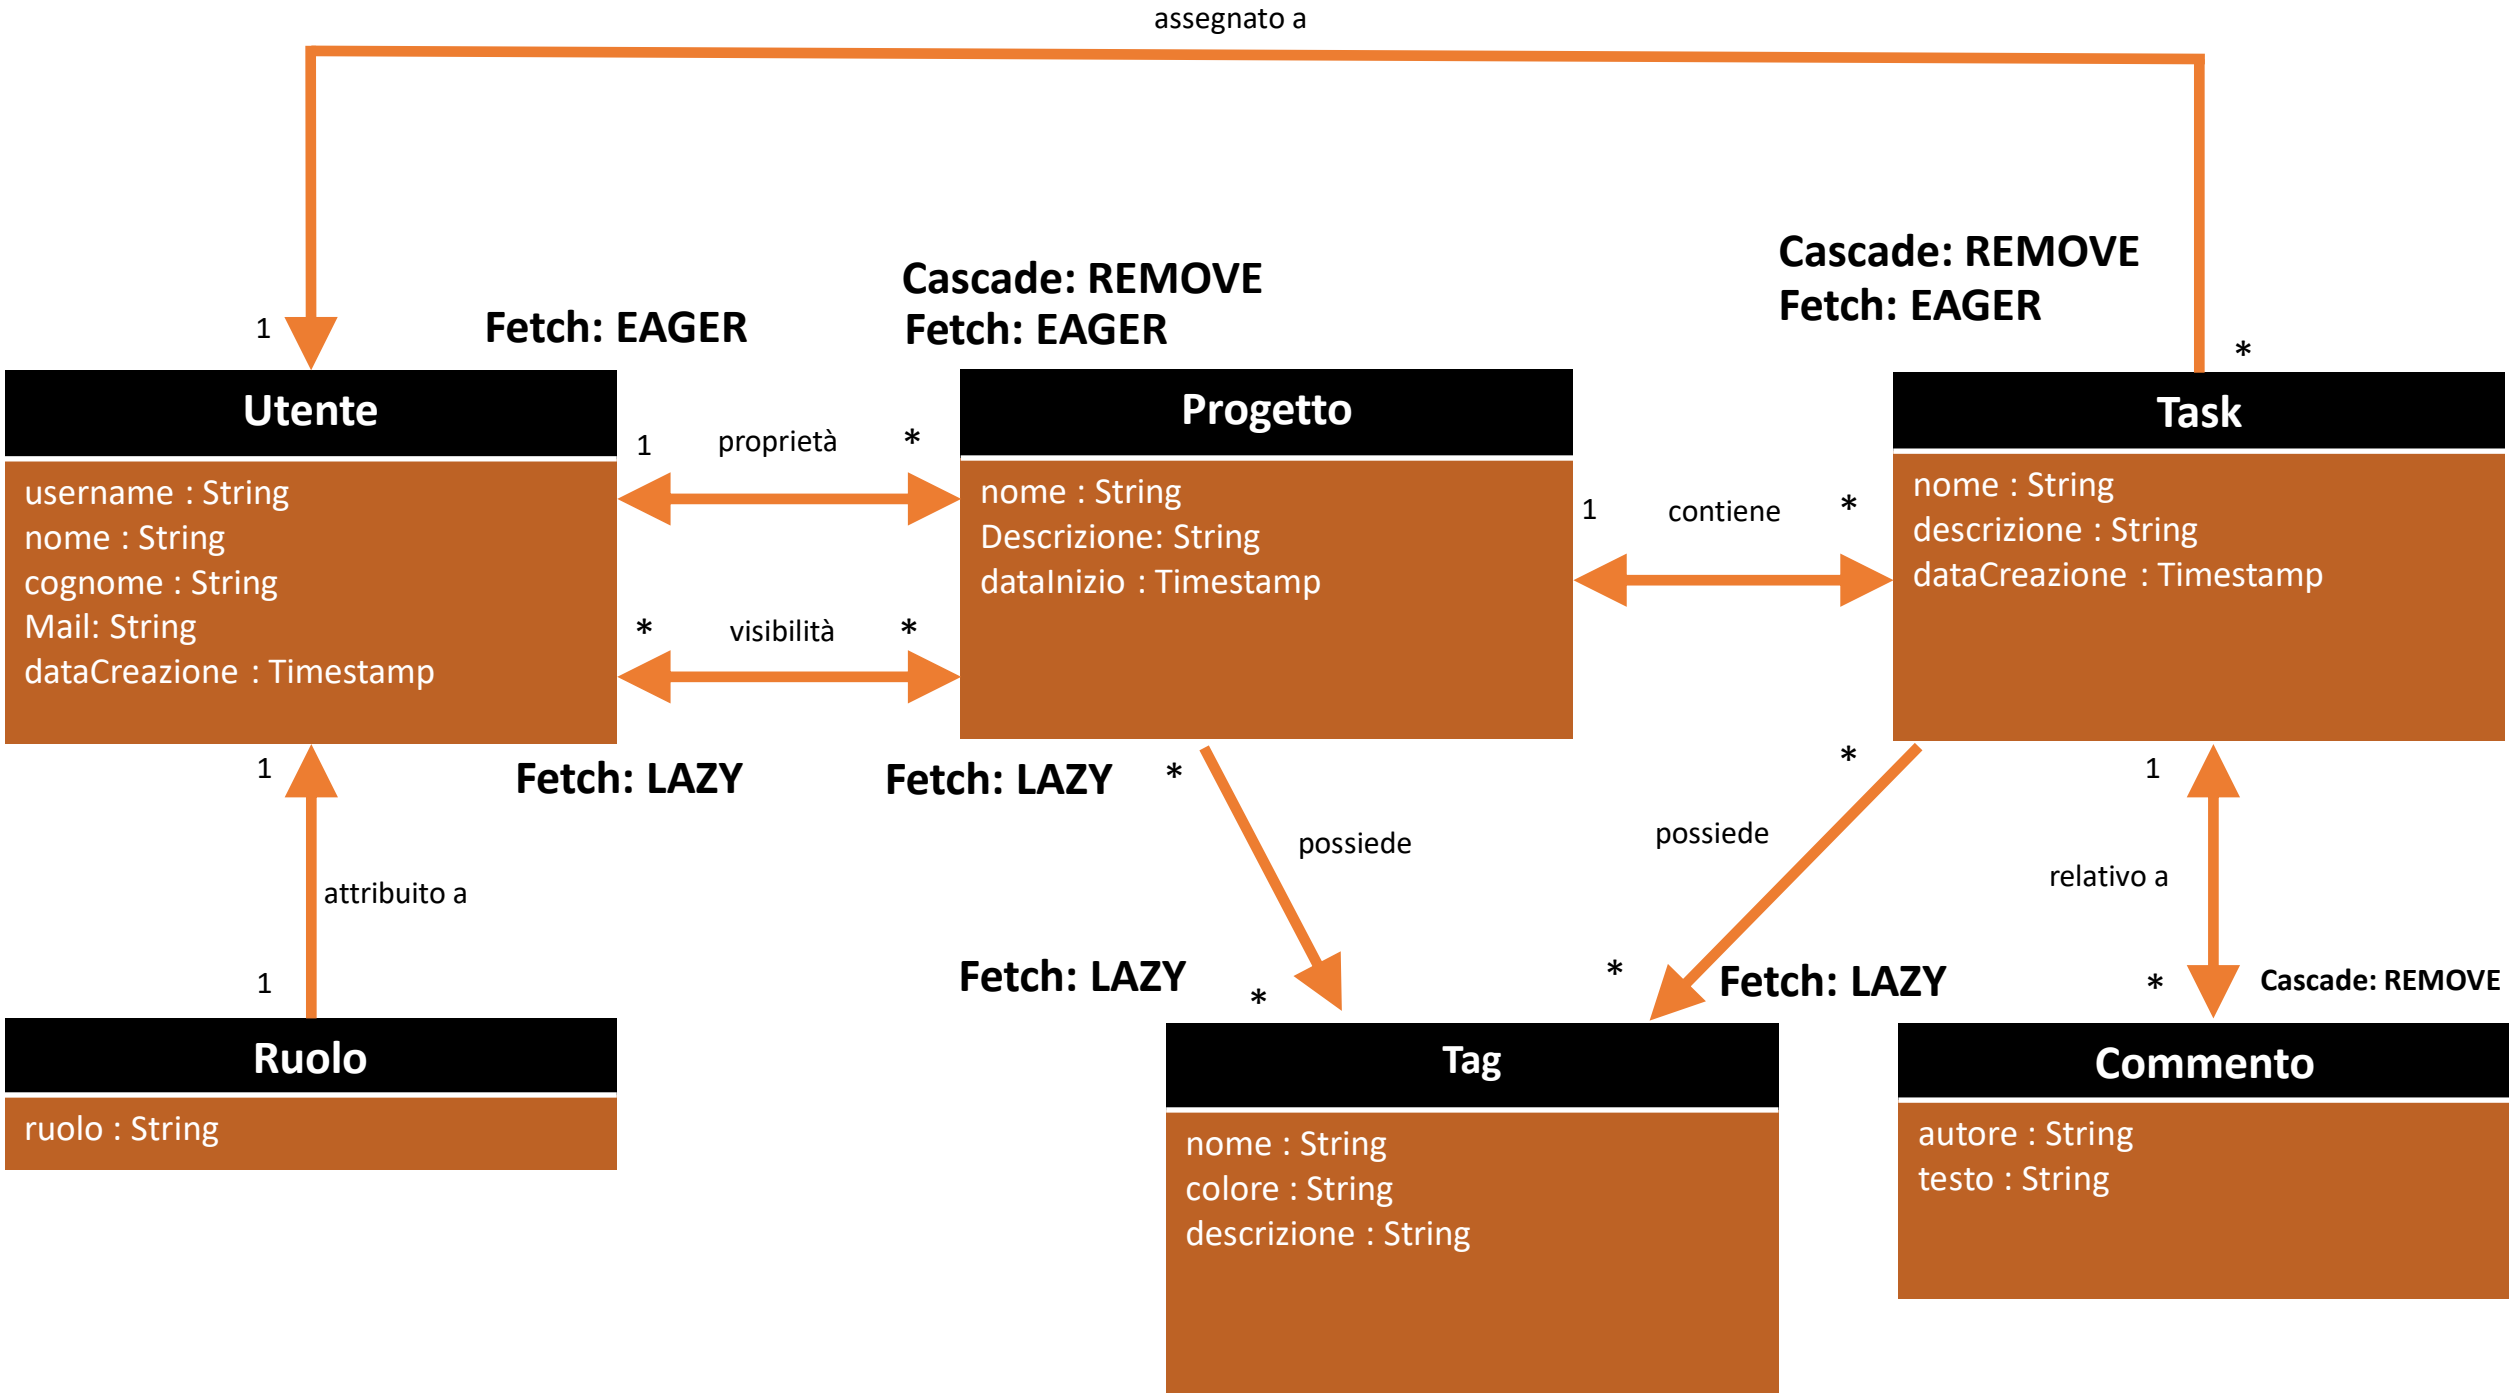 assegnato a
Cascade: REMOVE
Fetch: EAGER
Cascade: REMOVE
Fetch: EAGER
Fetch: EAGER
1
*
Utente
username : String
nome : String
cognome : String
Mail: String
dataCreazione : Timestamp
1 proprietà *
* visibilità *
Progetto
nome : String
Descrizione: String
dataInizio : Timestamp
1 contiene *
Task
nome : String
descrizione : String
dataCreazione : Timestamp
1
Fetch: LAZY
Fetch: LAZY
*
*
1
possiede
possiede
relativo a
attribuito a
1
Fetch: LAZY
*
*
Fetch: LAZY
*
Cascade: REMOVE
Ruolo
ruolo : String
Tag
nome : String
colore : String
descrizione : String
Commento
autore : String
testo : String